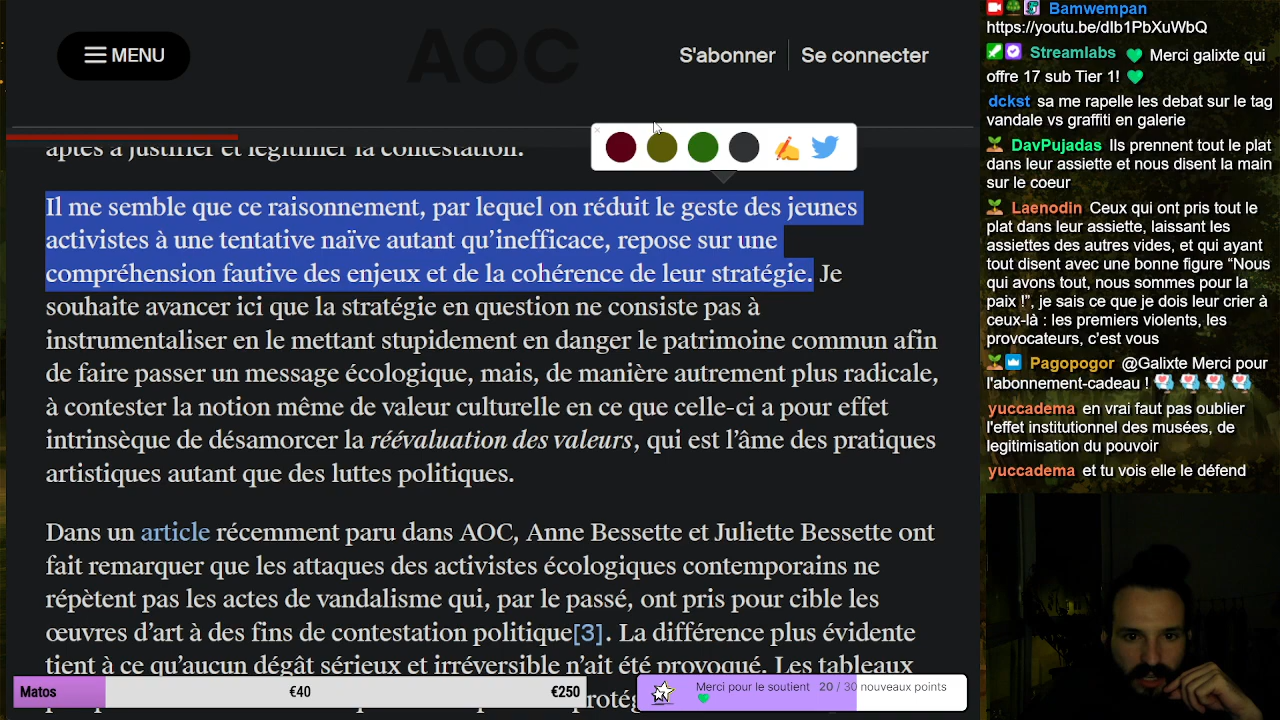 MENU
AOC
S'abonner
Se connecter
aptes à justifier et légitimer la contestation.
Il me semble que ce raisonnement, par lequel on réduit le geste des jeunes
activistes à une tentative naïve autant qu’inefficace, repose sur une
compréhension fautive des enjeux et de la cohérence de leur stratégie. Je
souhaite avancer ici que la stratégie en question ne consiste pas à
instrumentaliser en le mettant stupidement en danger le patrimoine commun afin
de faire passer un message écologique, mais, de manière autrement plus radicale,
à contester la notion même de valeur culturelle en ce que celle-ci a pour effet
intrinsèque de désamorcer la réévaluation des valeurs, qui est l’âme des pratiques
artistiques autant que des luttes politiques.
Dans un article récemment paru dans AOC, Anne Bessette et Juliette Bessette ont
fait remarquer que les attaques des activistes écologiques contemporains ne
répètent pas les actes de vandalisme qui, par le passé, ont pris pour cible les
œuvres d’art à des fins de contestation politique[3]. La différence plus évidente
tient à ce qu’aucun dégât sérieux et irréversible n’ait été provoqué. Les tableaux
Matos
€40
€250
Merci pour le soutient 20 / 30 nouveaux points
Bamwempan
https://youtu.be/dIb1PbXuWbQ
Streamlabs Merci galixte qui
offre 17 sub Tier 1!
dckst sa me rapelle les debat sur le tag
vandale vs graffiti en galerie
DavPujadas Ils prennent tout le plat
dans leur assiette et nous disent la main
sur le coeur
Laenodin Ceux qui ont pris tout le
plat dans leur assiette, laissant les
assiettes des autres vides, et qui ayant
tout disent avec une bonne figure “Nous
qui avons tout, nous sommes pour la
paix !”, je sais ce que je dois leur crier à
ceux-là : les premiers violents, les
provocateurs, c’est vous
Pagopogor @Galixte Merci pour
l'abonnement-cadeau !
yuccadema en vrai faut pas oublier
l'effet institutionnel des musées, de
legitimisation du pouvoir
yuccadema et tu vois elle le défend